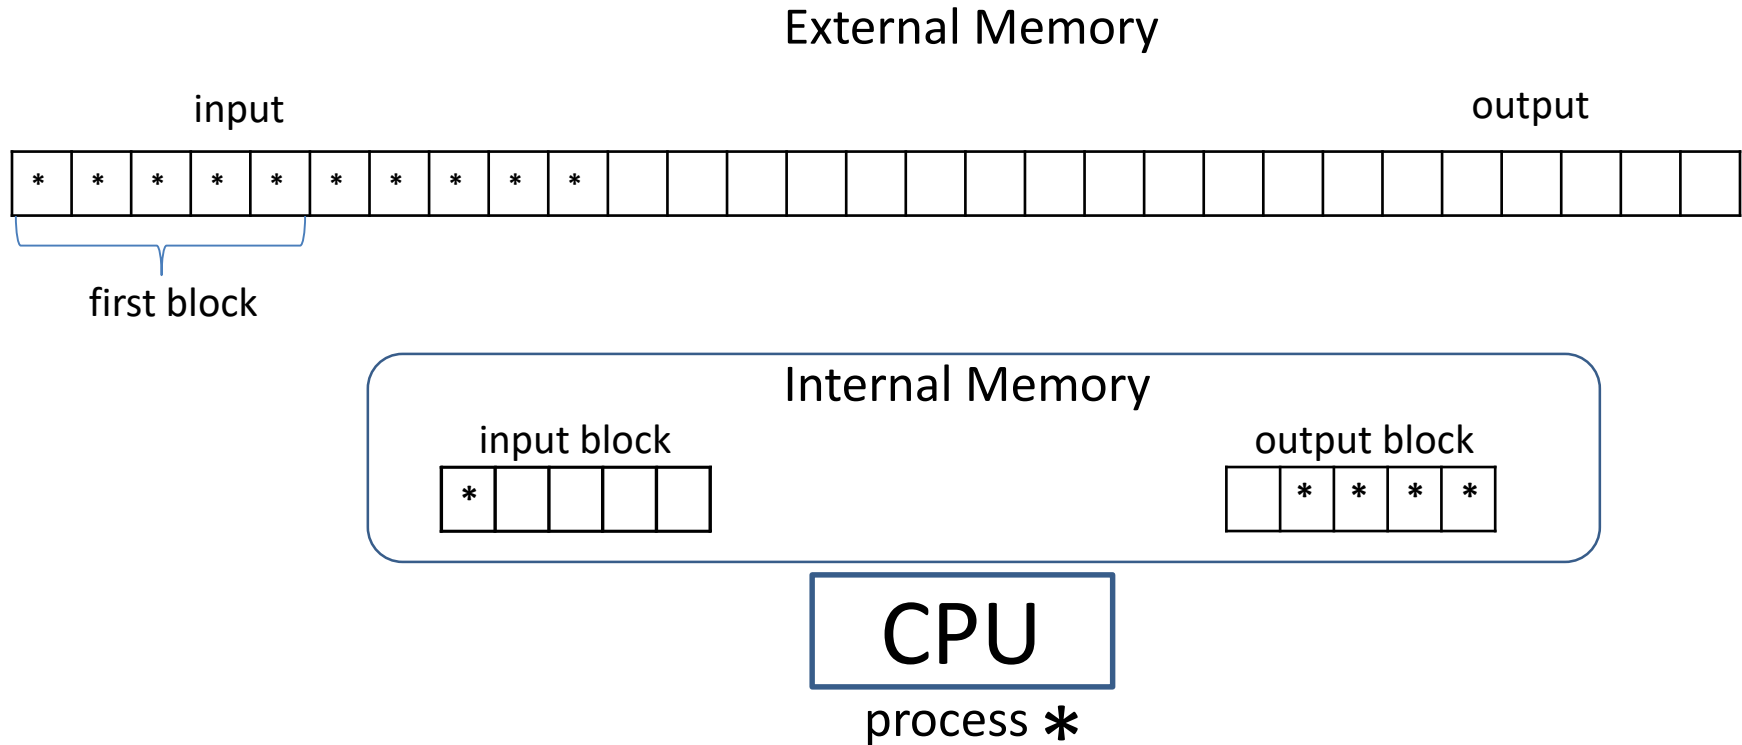 External Memory
input output
* * * * * * * * * *
first block
Internal Memory
input block output block
* * * * *
CPU
process *